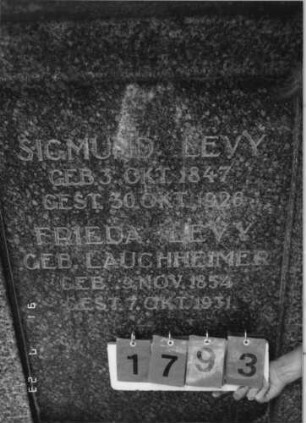 SIGMUND LEVY
GEB. 3. OKT. 1847
GEST. 30. OKT. 1926
FRIEDA LEVY
GEB. LAUCHHEIMER
GEB. 9. NOV. 1854
GEST. 7. OKT. 1931.
1793